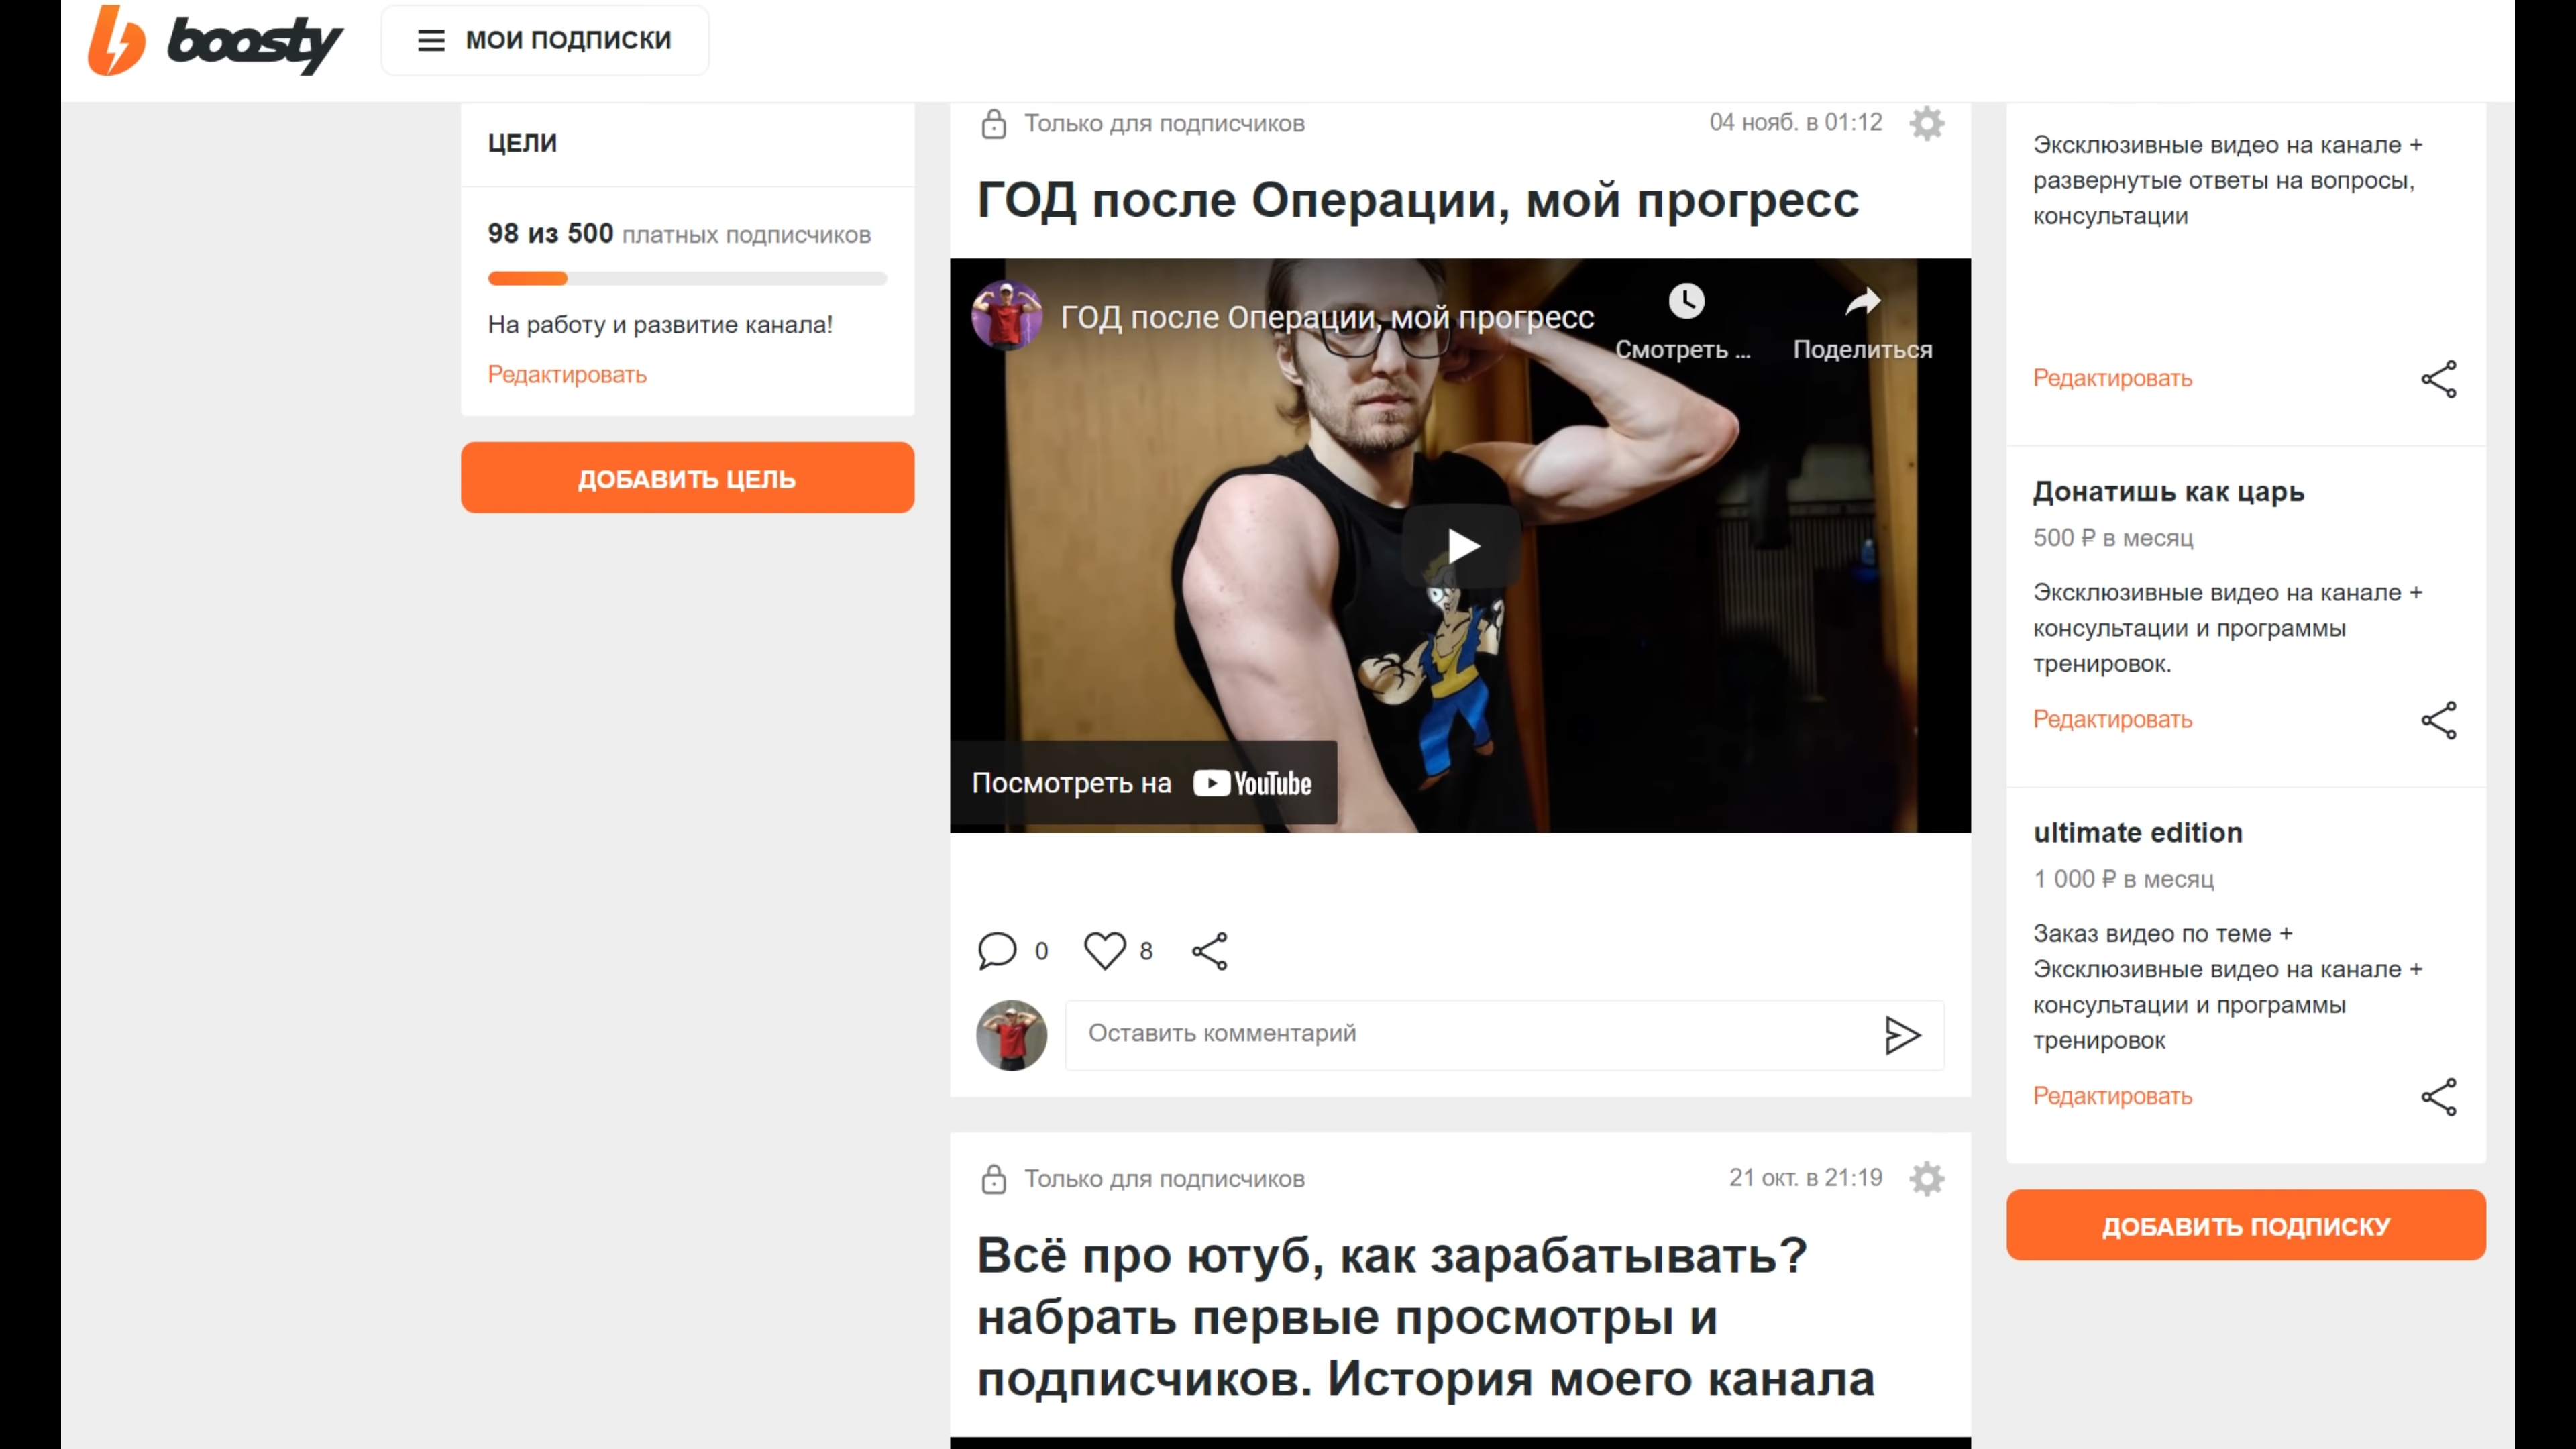 boosty
МОИ ПОДПИСКИ
ЦЕЛИ
98 из 500 платных подписчиков
На работу и развитие канала!
Редактировать
ДОБАВИТЬ ЦЕЛЬ
Только для подписчиков
04 нояб. в 01:12
ГОД после Операции, мой прогресс
ГОД после Операции, мой прогресс
Смотреть ...
Поделиться
Посмотреть на YouTube
0
8
Оставить комментарий
Только для подписчиков
21 окт. в 21:19
Всё про ютуб, как зарабатывать?
набрать первые просмотры и
подписчиков. История моего канала
Эксклюзивные видео на канале +
развернутые ответы на вопросы,
консультации
Редактировать
Донатишь как царь
500 ₽ в месяц
Эксклюзивные видео на канале +
консультации и программы
тренировок.
Редактировать
ultimate edition
1 000 ₽ в месяц
Заказ видео по теме +
Эксклюзивные видео на канале +
консультации и программы
тренировок
Редактировать
ДОБАВИТЬ ПОДПИСКУ